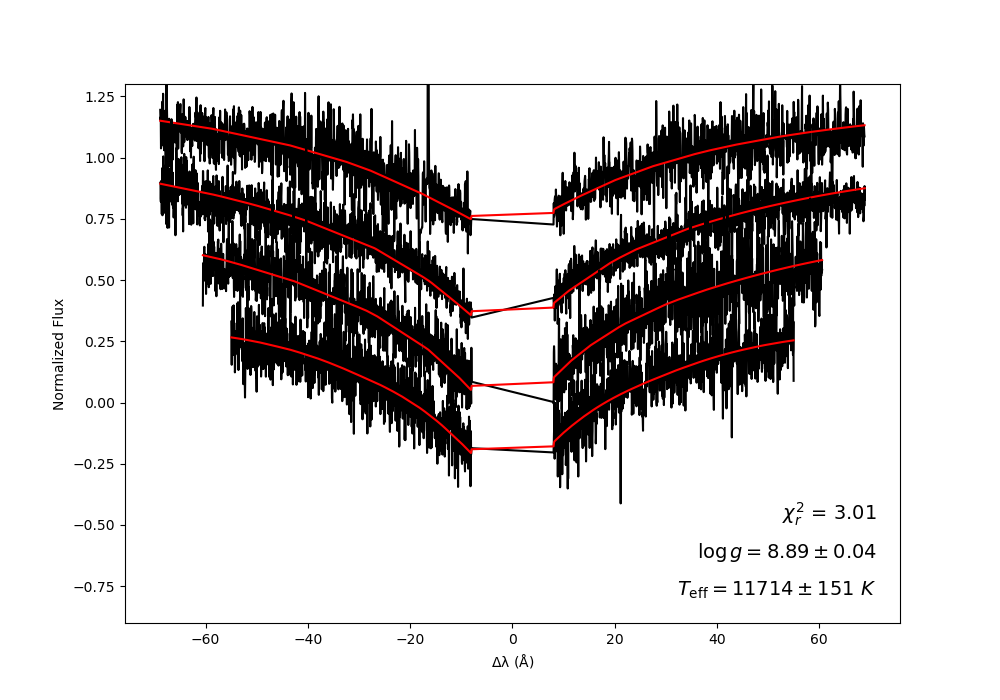 1.25
1.00
0.75
0.50
0.25
0.00
−0.25
−0.50
−0.75
Normalized Flux
χ²ᵣ = 3.01
log g = 8.89 ± 0.04
T_eff = 11714 ± 151 K
−60 −40 −20 0 20 40 60
Δλ (Å)